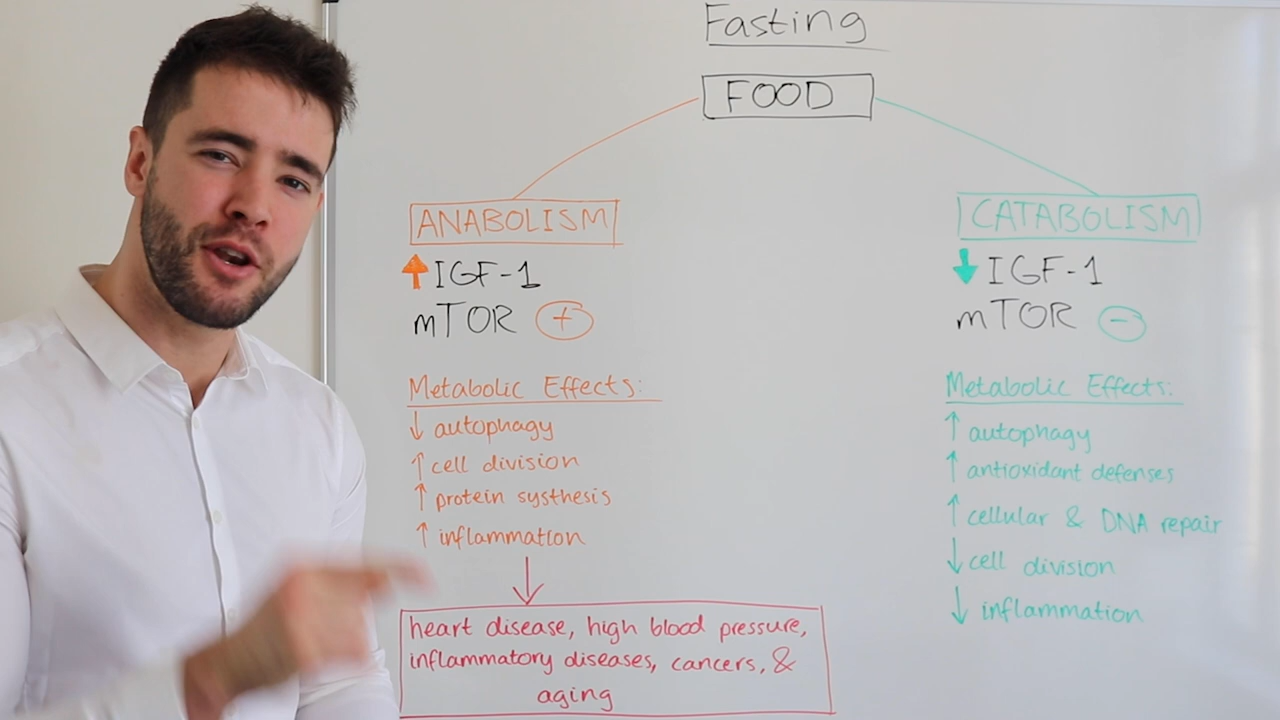 Fasting
FOOD
ANABOLISM
↑ IGF-1
mTOR +
Metabolic Effects:
↓ autophagy
↑ cell division
↑ protein systhesis
↑ inflammation
↓
heart disease, high blood pressure,
inflammatory diseases, cancers, &
aging
CATABOLISM
↓ IGF-1
mTOR -
Metabolic Effects:
↑ autophagy
↑ antioxidant defenses
↑ cellular & DNA repair
↓ cell division
↓ inflammation